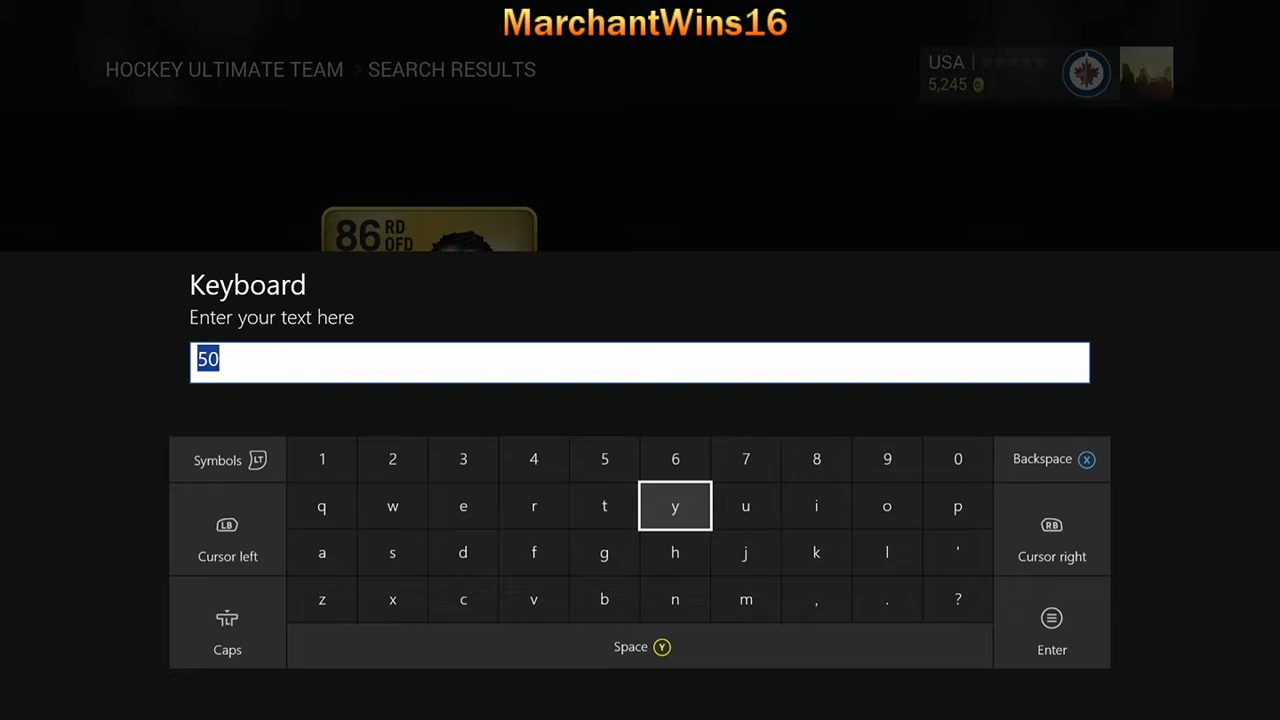 MarchantWins16
HOCKEY ULTIMATE TEAM > SEARCH RESULTS
USA |
5,245
86 RD
OFD
Keyboard
Enter your text here
50
Symbols LT 1 2 3 4 5 6 7 8 9 0 Backspace X
q w e r t y u i o p
LB RB
Cursor left a s d f g h j k l ' Cursor right
z x c v b n m , . ?
Caps Space Y Enter